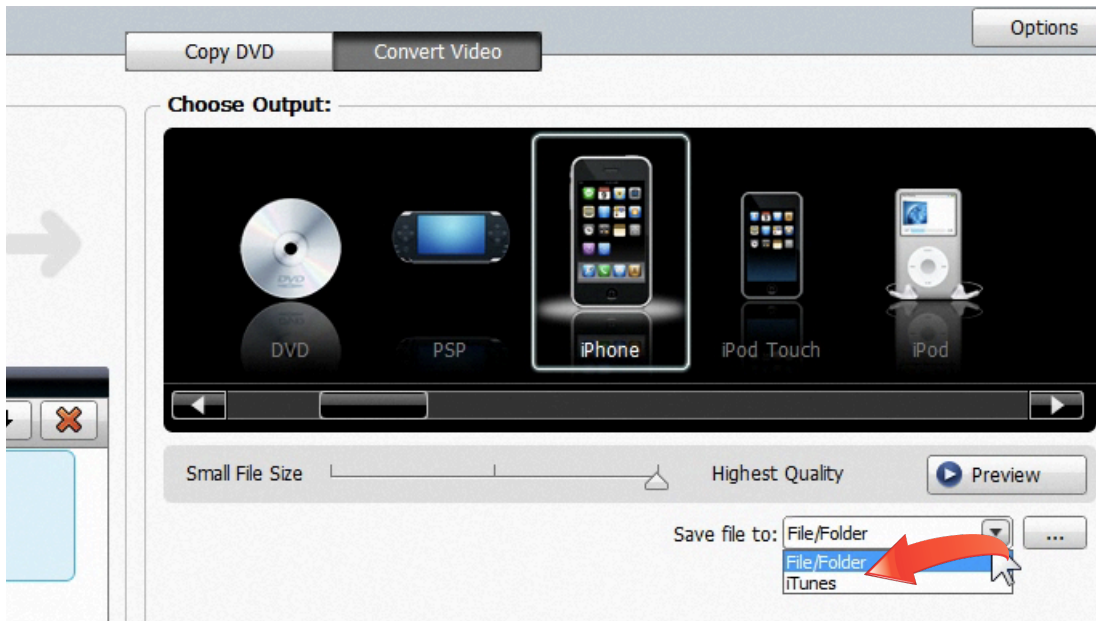 Options
Copy DVD
Convert Video
Choose Output:
DVD
DVD
PSP
iPhone
iPod Touch
iPod
Small File Size
Highest Quality
Preview
Save file to: File/Folder
...
File/Folder
iTunes